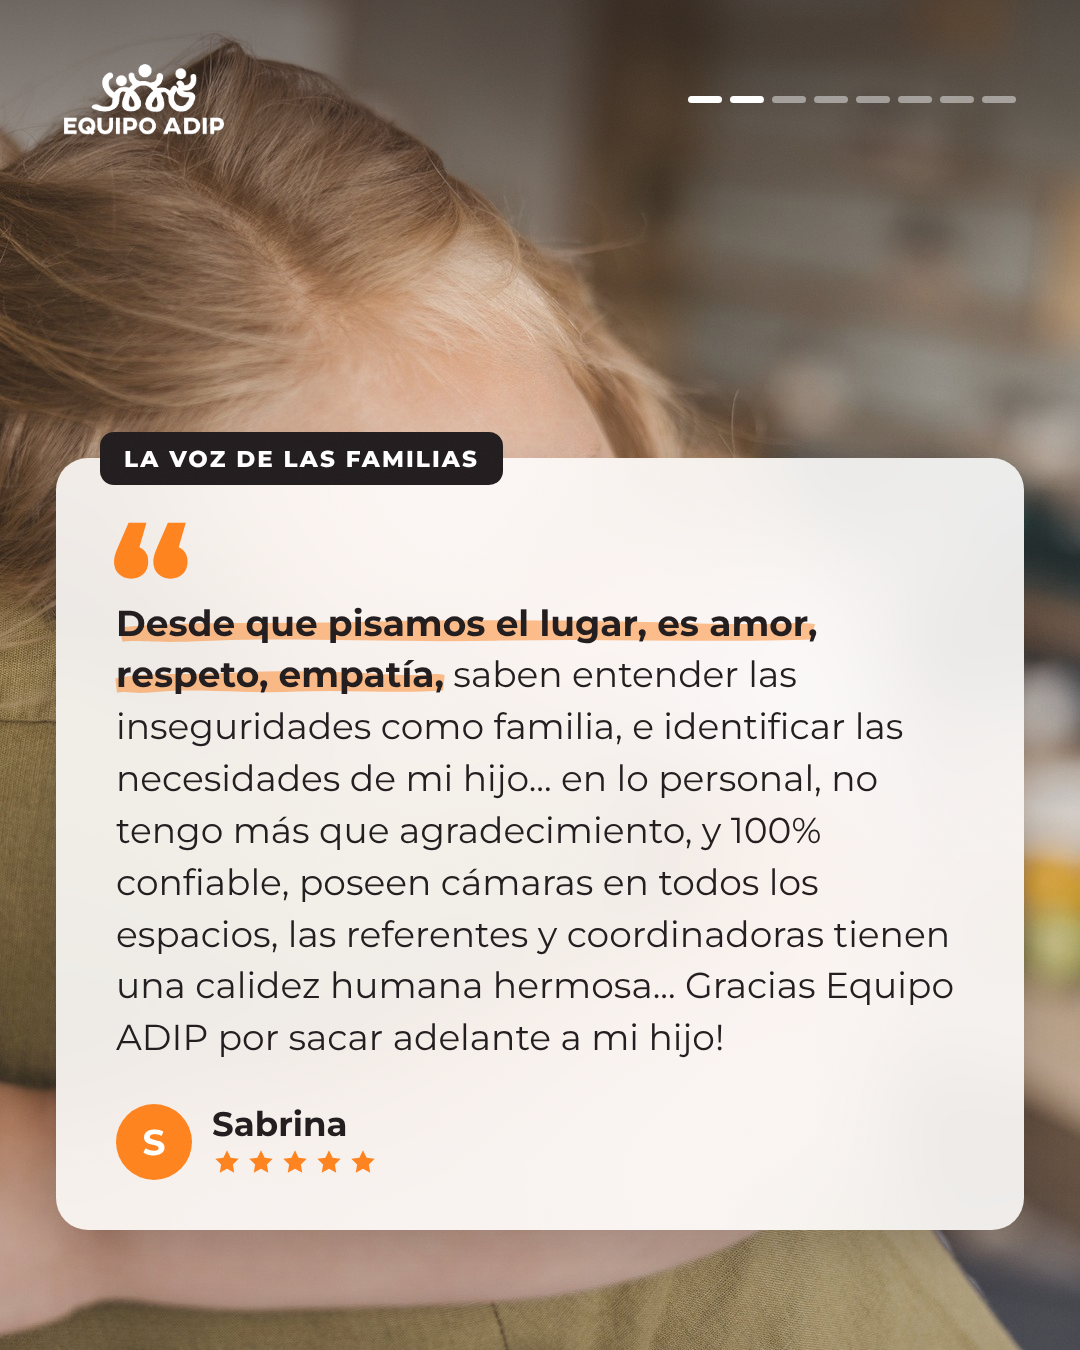 EQUIPO ADIP
LA VOZ DE LAS FAMILIAS
“
Desde que pisamos el lugar, es amor,
respeto, empatía, saben entender las
inseguridades como familia, e identificar las
necesidades de mi hijo... en lo personal, no
tengo más que agradecimiento, y 100%
confiable, poseen cámaras en todos los
espacios, las referentes y coordinadoras tienen
una calidez humana hermosa... Gracias Equipo
ADIP por sacar adelante a mi hijo!
S
Sabrina